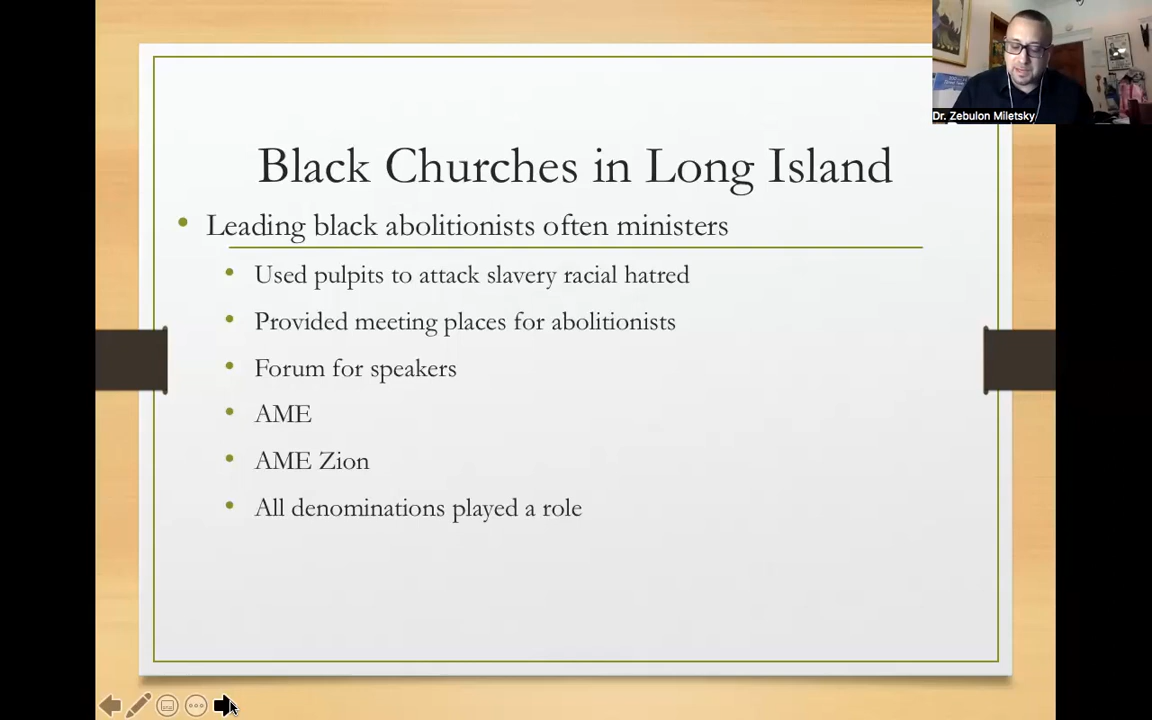 Dr. Zebulon Miletsky
Black Churches in Long Island
Leading black abolitionists often ministers
Used pulpits to attack slavery racial hatred
Provided meeting places for abolitionists
Forum for speakers
AME
AME Zion
All denominations played a role